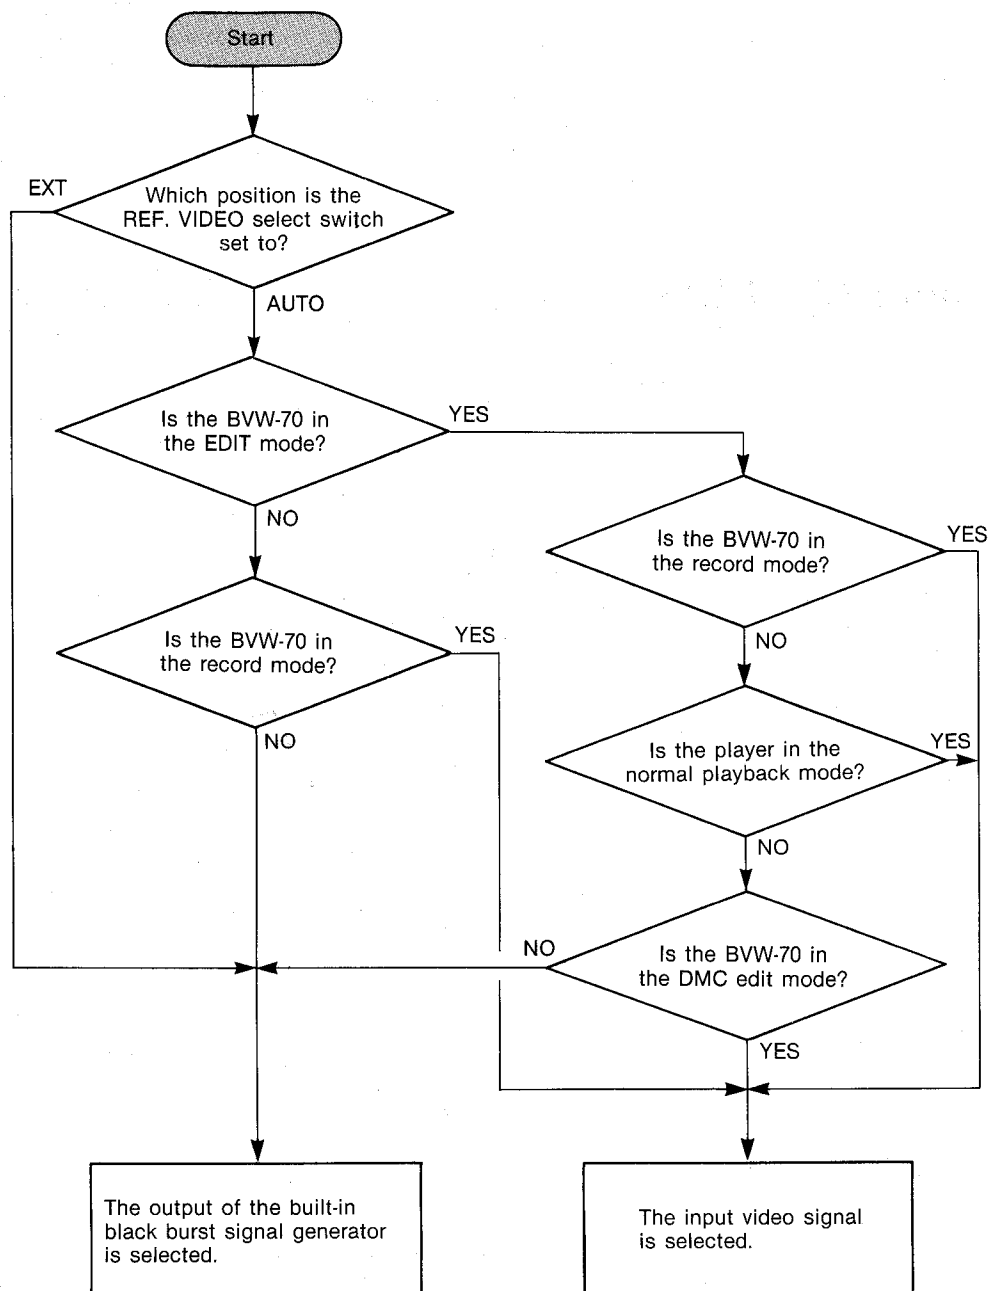 Start
EXT
Which position is the
REF. VIDEO select switch
set to?
AUTO
Is the BVW-70 in
the EDIT mode?
YES
NO
Is the BVW-70 in
the record mode?
YES
NO
Is the BVW-70 in
the record mode?
YES
NO
Is the player in the
normal playback mode?
YES
NO
Is the BVW-70 in
the DMC edit mode?
NO
YES
The output of the built-in
black burst signal generator
is selected.
The input video signal
is selected.